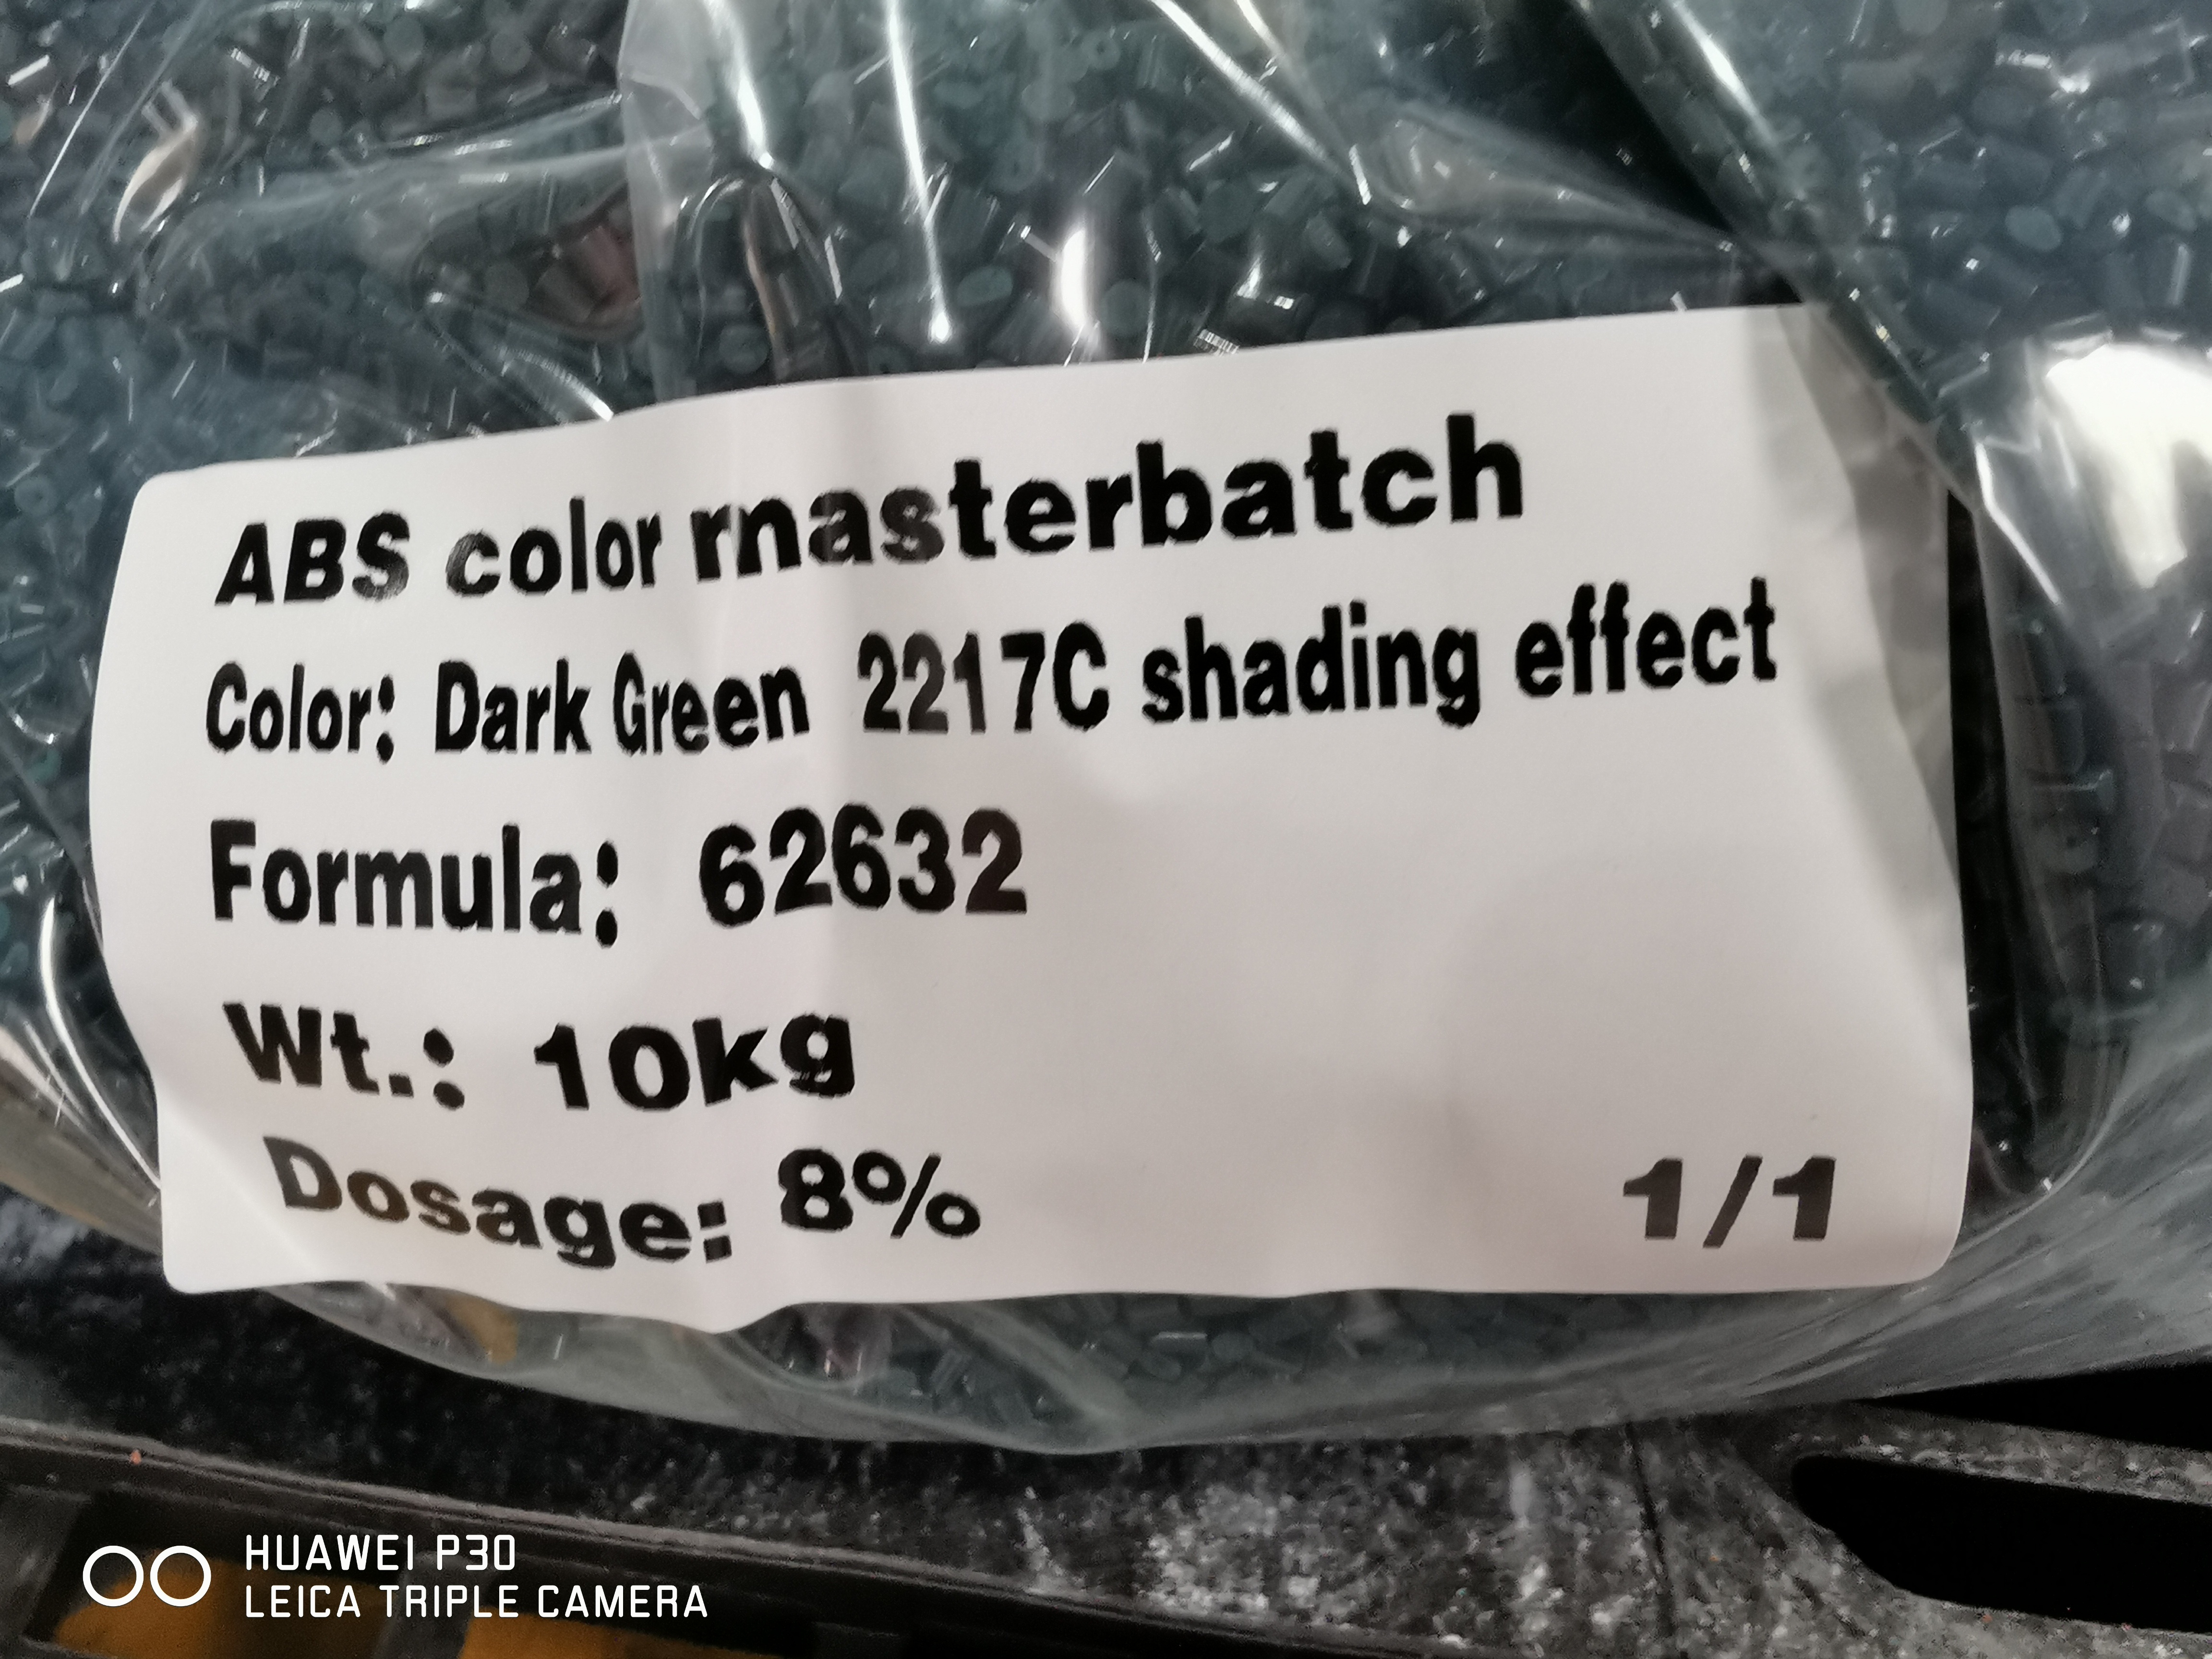 ABS color masterbatch
Color: Dark Green 2217C shading effect
Formula: 62632
Wt.: 10kg
Dosage: 8% 1/1
HUAWEI P30
LEICA TRIPLE CAMERA